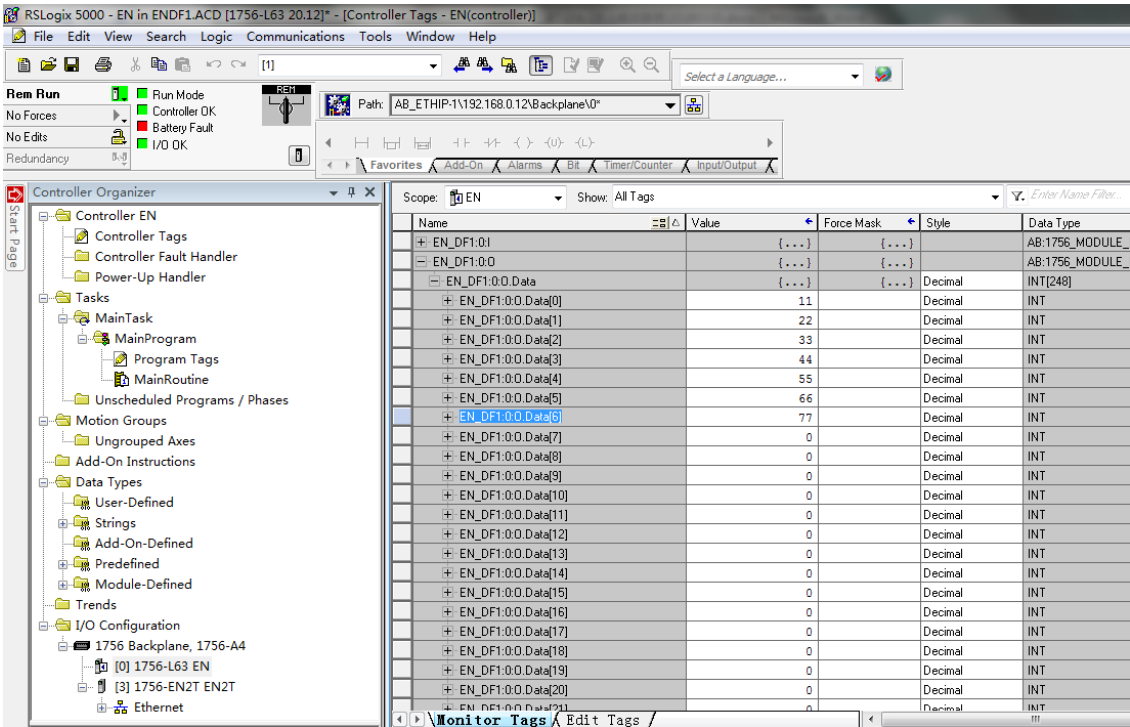 RSLogix 5000 - EN in ENDF1.ACD [1756-L63 20.12]* - [Controller Tags - EN(controller)]
File Edit View Search Logic Communications Tools Window Help
[1]
Select a Language...
Rem Run
Run Mode
REM
No Forces
Controller OK
Path: AB_ETHIP-1\192.168.0.12\Backplane\0*
Battery Fault
No Edits
I/O OK
Redundancy
Favorites Add-On Alarms Bit Timer/Counter Input/Output
Start Page
Controller Organizer
Controller EN
Controller Tags
Controller Fault Handler
Power-Up Handler
Tasks
MainTask
MainProgram
Program Tags
MainRoutine
Unscheduled Programs / Phases
Motion Groups
Ungrouped Axes
Add-On Instructions
Data Types
User-Defined
Strings
Add-On-Defined
Predefined
Module-Defined
Trends
I/O Configuration
1756 Backplane, 1756-A4
[0] 1756-L63 EN
[3] 1756-EN2T EN2T
Ethernet
Scope: EN Show: All Tags Enter Name Filter...
Name Value Force Mask Style Data Type
EN_DF1:0:I {...} {...} AB:1756_MODULE_
EN_DF1:0:O {...} {...} AB:1756_MODULE_
EN_DF1:0:O.Data {...} {...} Decimal INT[248]
EN_DF1:0:O.Data[0] 11 Decimal INT
EN_DF1:0:O.Data[1] 22 Decimal INT
EN_DF1:0:O.Data[2] 33 Decimal INT
EN_DF1:0:O.Data[3] 44 Decimal INT
EN_DF1:0:O.Data[4] 55 Decimal INT
EN_DF1:0:O.Data[5] 66 Decimal INT
EN_DF1:0:O.Data[6] 77 Decimal INT
EN_DF1:0:O.Data[7] 0 Decimal INT
EN_DF1:0:O.Data[8] 0 Decimal INT
EN_DF1:0:O.Data[9] 0 Decimal INT
EN_DF1:0:O.Data[10] 0 Decimal INT
EN_DF1:0:O.Data[11] 0 Decimal INT
EN_DF1:0:O.Data[12] 0 Decimal INT
EN_DF1:0:O.Data[13] 0 Decimal INT
EN_DF1:0:O.Data[14] 0 Decimal INT
EN_DF1:0:O.Data[15] 0 Decimal INT
EN_DF1:0:O.Data[16] 0 Decimal INT
EN_DF1:0:O.Data[17] 0 Decimal INT
EN_DF1:0:O.Data[18] 0 Decimal INT
EN_DF1:0:O.Data[19] 0 Decimal INT
EN_DF1:0:O.Data[20] 0 Decimal INT
EN_DF1:0:O.Data[21] 0 Decimal INT
Monitor Tags Edit Tags